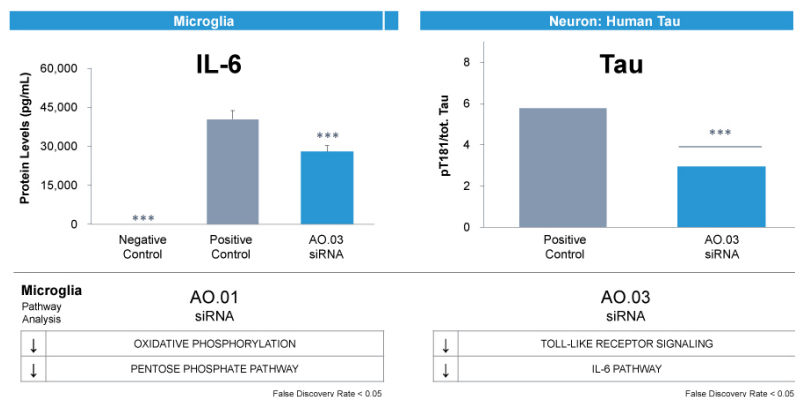 Microglia
Neuron: Human Tau
IL-6
Protein Levels (pg/mL)
60,000
45,000
30,000
15,000
0
***
***
Negative
Control
Positive
Control
AO.03
siRNA
Tau
pT181/tot. Tau
8
6
4
2
0
***
Positive
Control
AO.03
siRNA
Microglia
Pathway
Analysis
AO.01
siRNA
↓ OXIDATIVE PHOSPHORYLATION
↓ PENTOSE PHOSPHATE PATHWAY
False Discovery Rate < 0.05
AO.03
siRNA
↓ TOLL-LIKE RECEPTOR SIGNALING
↓ IL-6 PATHWAY
False Discovery Rate < 0.05